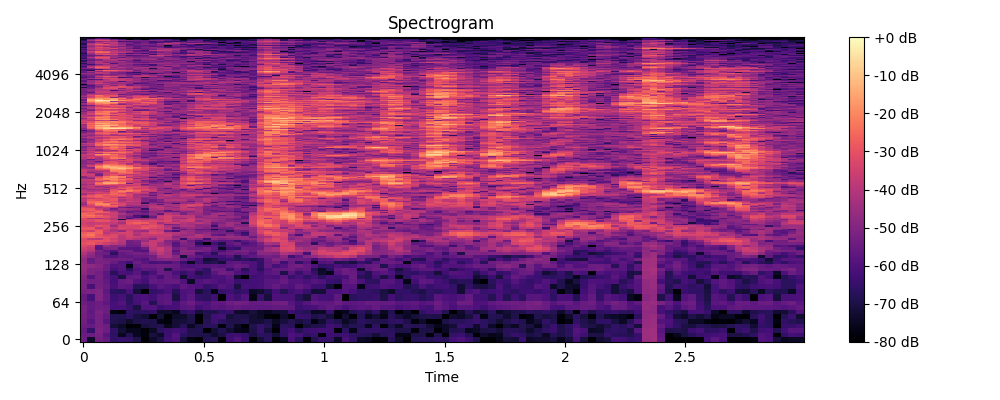 Spectrogram
+0 dB
4096
-10 dB
2048
-20 dB
1024
-30 dB
Hz
512
-40 dB
256
-50 dB
128
-60 dB
64
-70 dB
0
-80 dB
0 0.5 1 1.5 2 2.5
Time